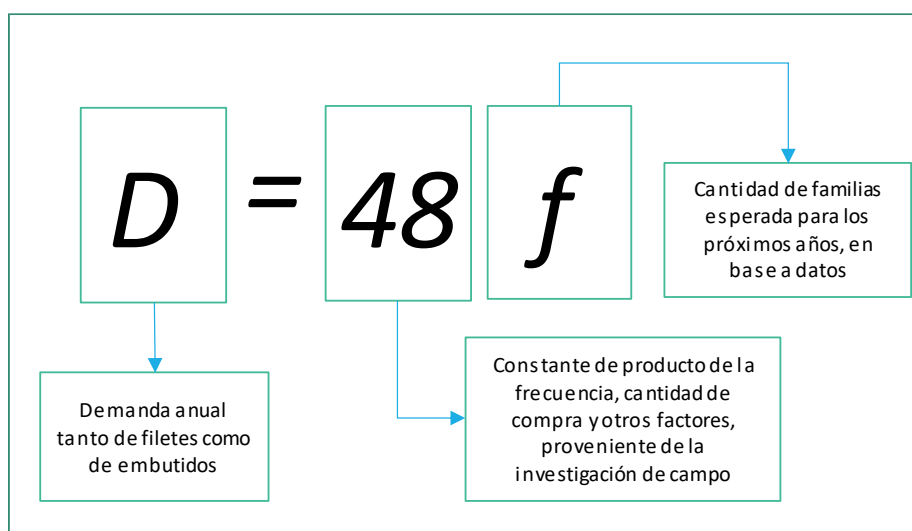 D = 48 f
Cantidad de familias
esperada para los
próximos años, en
base a datos
Constante de producto de la
frecuencia, cantidad de
compra y otros factores,
proveniente de la
investigación de campo
Demanda anual
tanto de filetes como
de embutidos